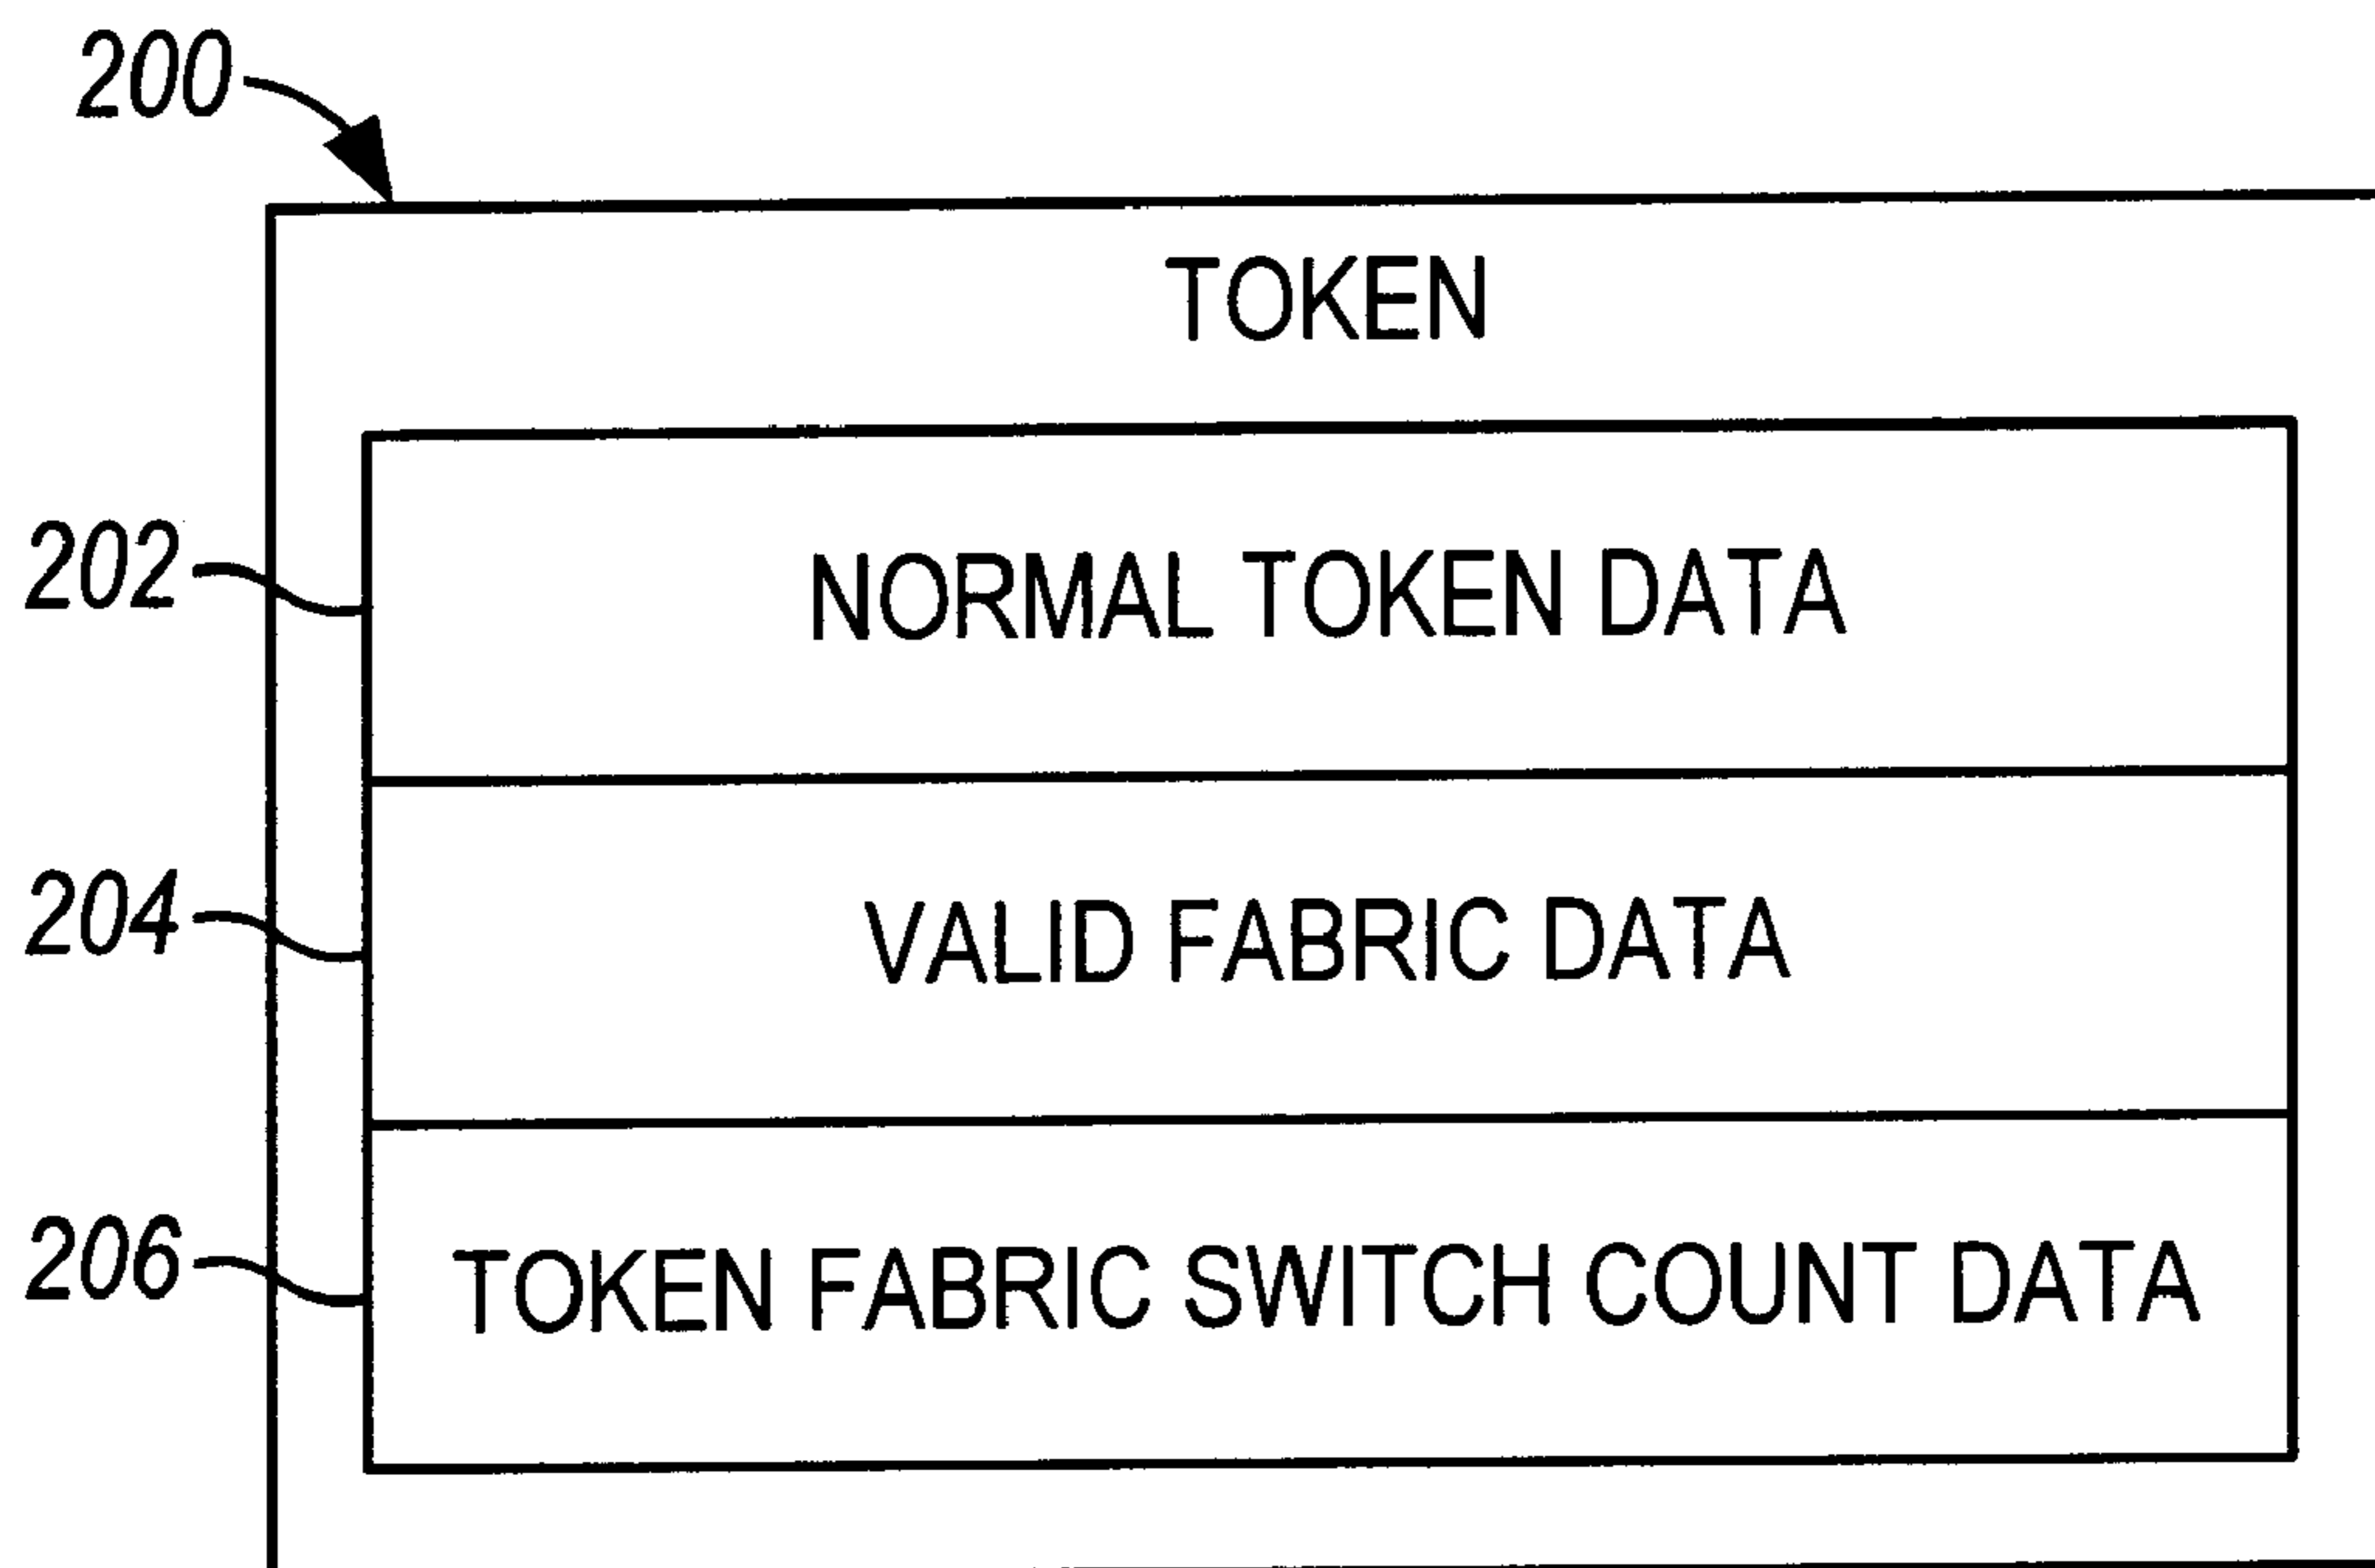 200
TOKEN
202
NORMAL TOKEN DATA
204
VALID FABRIC DATA
206
TOKEN FABRIC SWITCH COUNT DATA